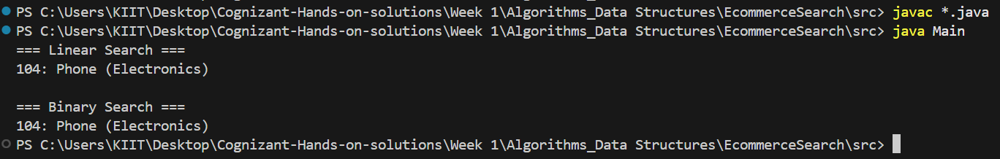 PS C:\Users\KIIT\Desktop\Cognizant-Hands-on-solutions\Week 1\Algorithms_Data Structures\EcommerceSearch\src> javac *.java
PS C:\Users\KIIT\Desktop\Cognizant-Hands-on-solutions\Week 1\Algorithms_Data Structures\EcommerceSearch\src> java Main
=== Linear Search ===
104: Phone (Electronics)

=== Binary Search ===
104: Phone (Electronics)
PS C:\Users\KIIT\Desktop\Cognizant-Hands-on-solutions\Week 1\Algorithms_Data Structures\EcommerceSearch\src>